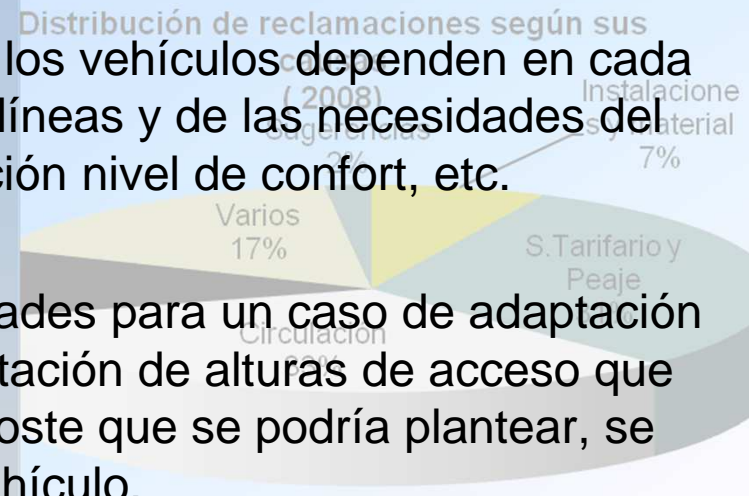 Distribución de reclamaciones según sus
los vehículos dependen en cada
( 2008)
Instalacione
líneas y de las necesidades del
Sugerencias
s y Material
7%
ción nivel de confort, etc.
Varios
17%
S.Tarifario y
Peaje
ades para un caso de adaptación
Circulación
tación de alturas de acceso que
oste que se podría plantear, se
hículo.